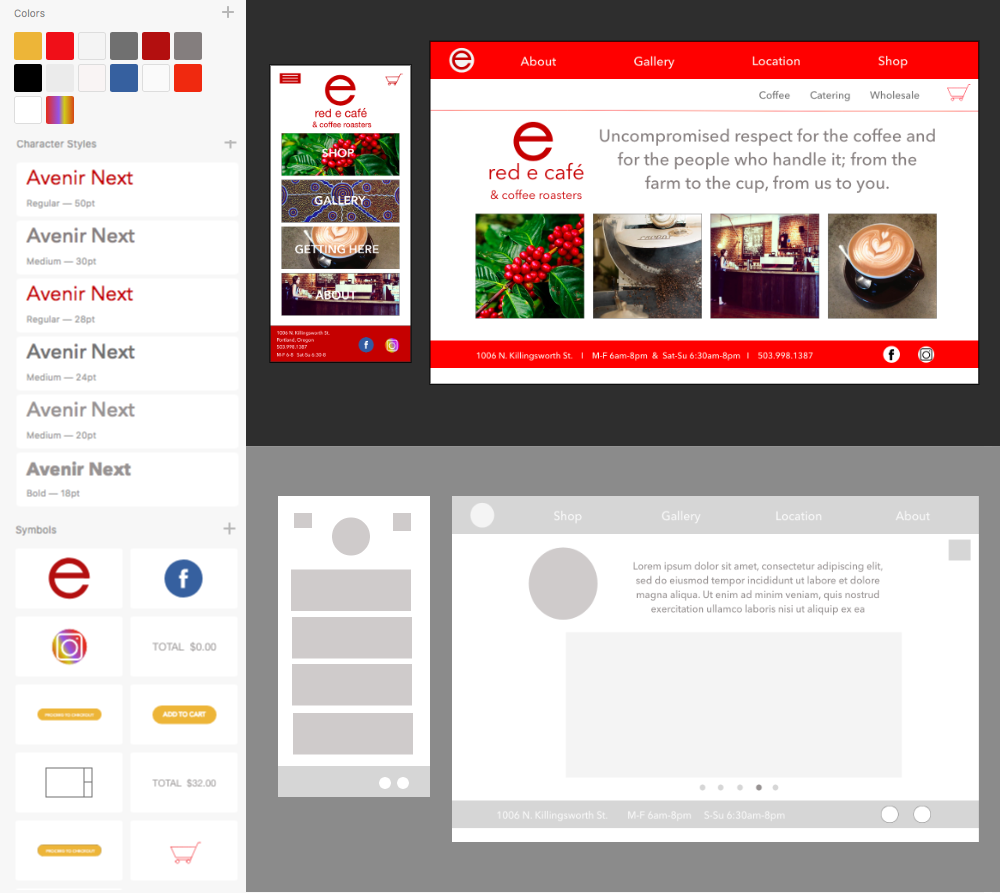 Colors
Character Styles
Avenir Next
Regular — 50pt
Avenir Next
Medium — 30pt
Avenir Next
Regular — 28pt
Avenir Next
Medium — 24pt
Avenir Next
Medium — 20pt
Avenir Next
Bold — 18pt
Symbols
e
f
TOTAL $0.00
PROCEED TO CHECKOUT
ADD TO CART
TOTAL $32.00
e
red e café
& coffee roasters
SHOP
GALLERY
GETTING HERE
ABOUT
1006 N. Killingsworth St.
Portland, Oregon
503.998.1387
M-F 6-8 Sat-Su 6:30-8
f
e
About
Gallery
Location
Shop
Coffee
Catering
Wholesale
e
red e café
& coffee roasters
Uncompromised respect for the coffee and
for the people who handle it; from the
farm to the cup, from us to you.
1006 N. Killingsworth St. I M-F 6am-8pm & Sat-Su 6:30am-8pm I 503.998.1387
f
Shop
Gallery
Location
About
Lorem ipsum dolor sit amet, consectetur adipiscing elit,
sed do eiusmod tempor incididunt ut labore et dolore
magna aliqua. Ut enim ad minim veniam, quis nostrud
exercitation ullamco laboris nisi ut aliquip ex ea
1006 N. Killingsworth St. M-F 6am-8pm S-Su 6:30am-8pm